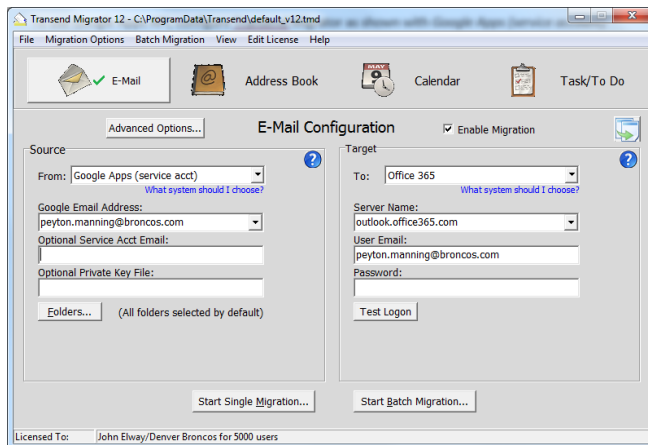 Transend Migrator 12 - C:\ProgramData\Transend\default_v12.tmd
File Migration Options Batch Migration View Edit License Help
E-Mail Address Book MAY 9 Calendar Task/To Do
Advanced Options... E-Mail Configuration Enable Migration
Source
From: Google Apps (service acct)
What system should I choose?
Google Email Address:
peyton.manning@broncos.com
Optional Service Acct Email:
Optional Private Key File:
Folders... (All folders selected by default)
Target
To: Office 365
What system should I choose?
Server Name:
outlook.office365.com
User Email:
peyton.manning@broncos.com
Password:
Test Logon
Start Single Migration... Start Batch Migration...
Licensed To: John Elway/Denver Broncos for 5000 users